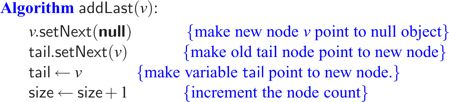 Algorithm addLast(v):
v.setNext(null) {make new node v point to null object}
tail.setNext(v) {make old tail node point to new node}
tail ← v {make variable tail point to new node.}
size ← size + 1 {increment the node count}